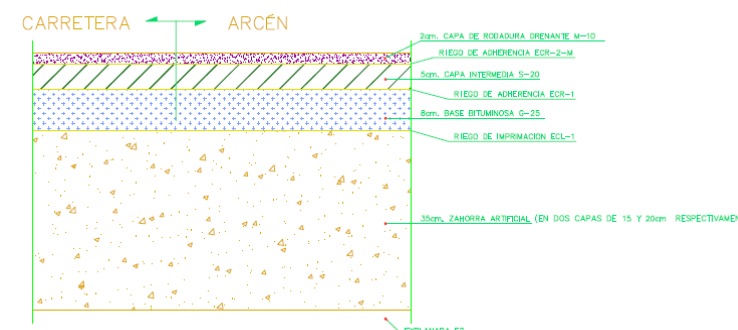 CARRETERA ARCÉN
2cm. CAPA DE RODADURA DRENANTE M-10
RIEGO DE ADHERENCIA ECR-2-M
5cm. CAPA INTERMEDIA S-20
RIEGO DE ADHERENCIA ECR-1
8cm. BASE BITUMINOSA G-25
RIEGO DE IMPRIMACION ECL-1
35cm. ZAHORRA ARTIFICIAL (EN DOS CAPAS DE 15 Y 20cm RESPECTIVAMEN